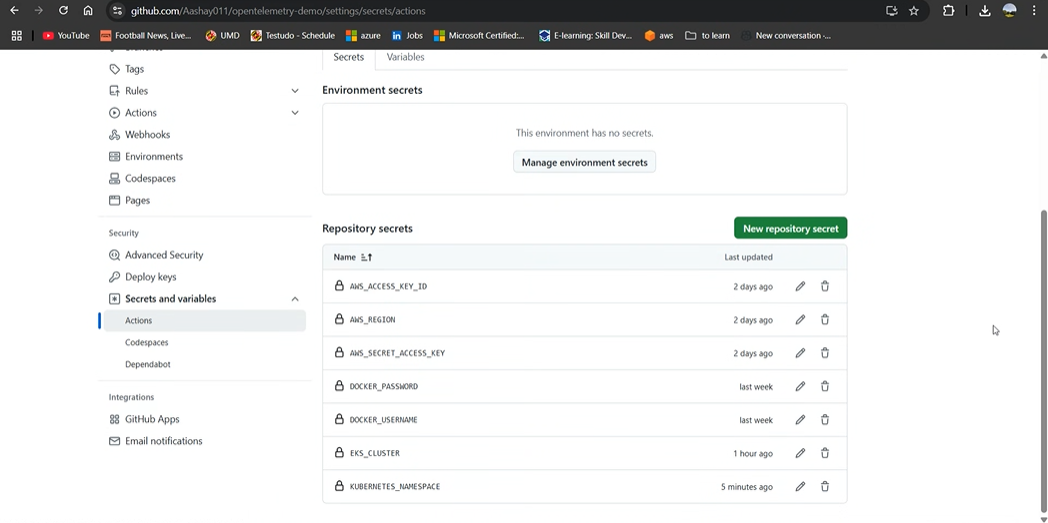 github.com/Aashay011/opentelemetry-demo/settings/secrets/actions
YouTube Football News, Live... UMD Testudo - Schedule azure Jobs Microsoft Certified:... E-learning: Skill Dev... aws to learn New conversation -...
Tags
Rules
Actions
Webhooks
Environments
Codespaces
Pages
Security
Advanced Security
Deploy keys
Secrets and variables
Actions
Codespaces
Dependabot
Integrations
GitHub Apps
Email notifications
Secrets Variables
Environment secrets
This environment has no secrets.
Manage environment secrets
Repository secrets New repository secret
Name Last updated
AWS_ACCESS_KEY_ID 2 days ago
AWS_REGION 2 days ago
AWS_SECRET_ACCESS_KEY 2 days ago
DOCKER_PASSWORD last week
DOCKER_USERNAME last week
EKS_CLUSTER 1 hour ago
KUBERNETES_NAMESPACE 5 minutes ago